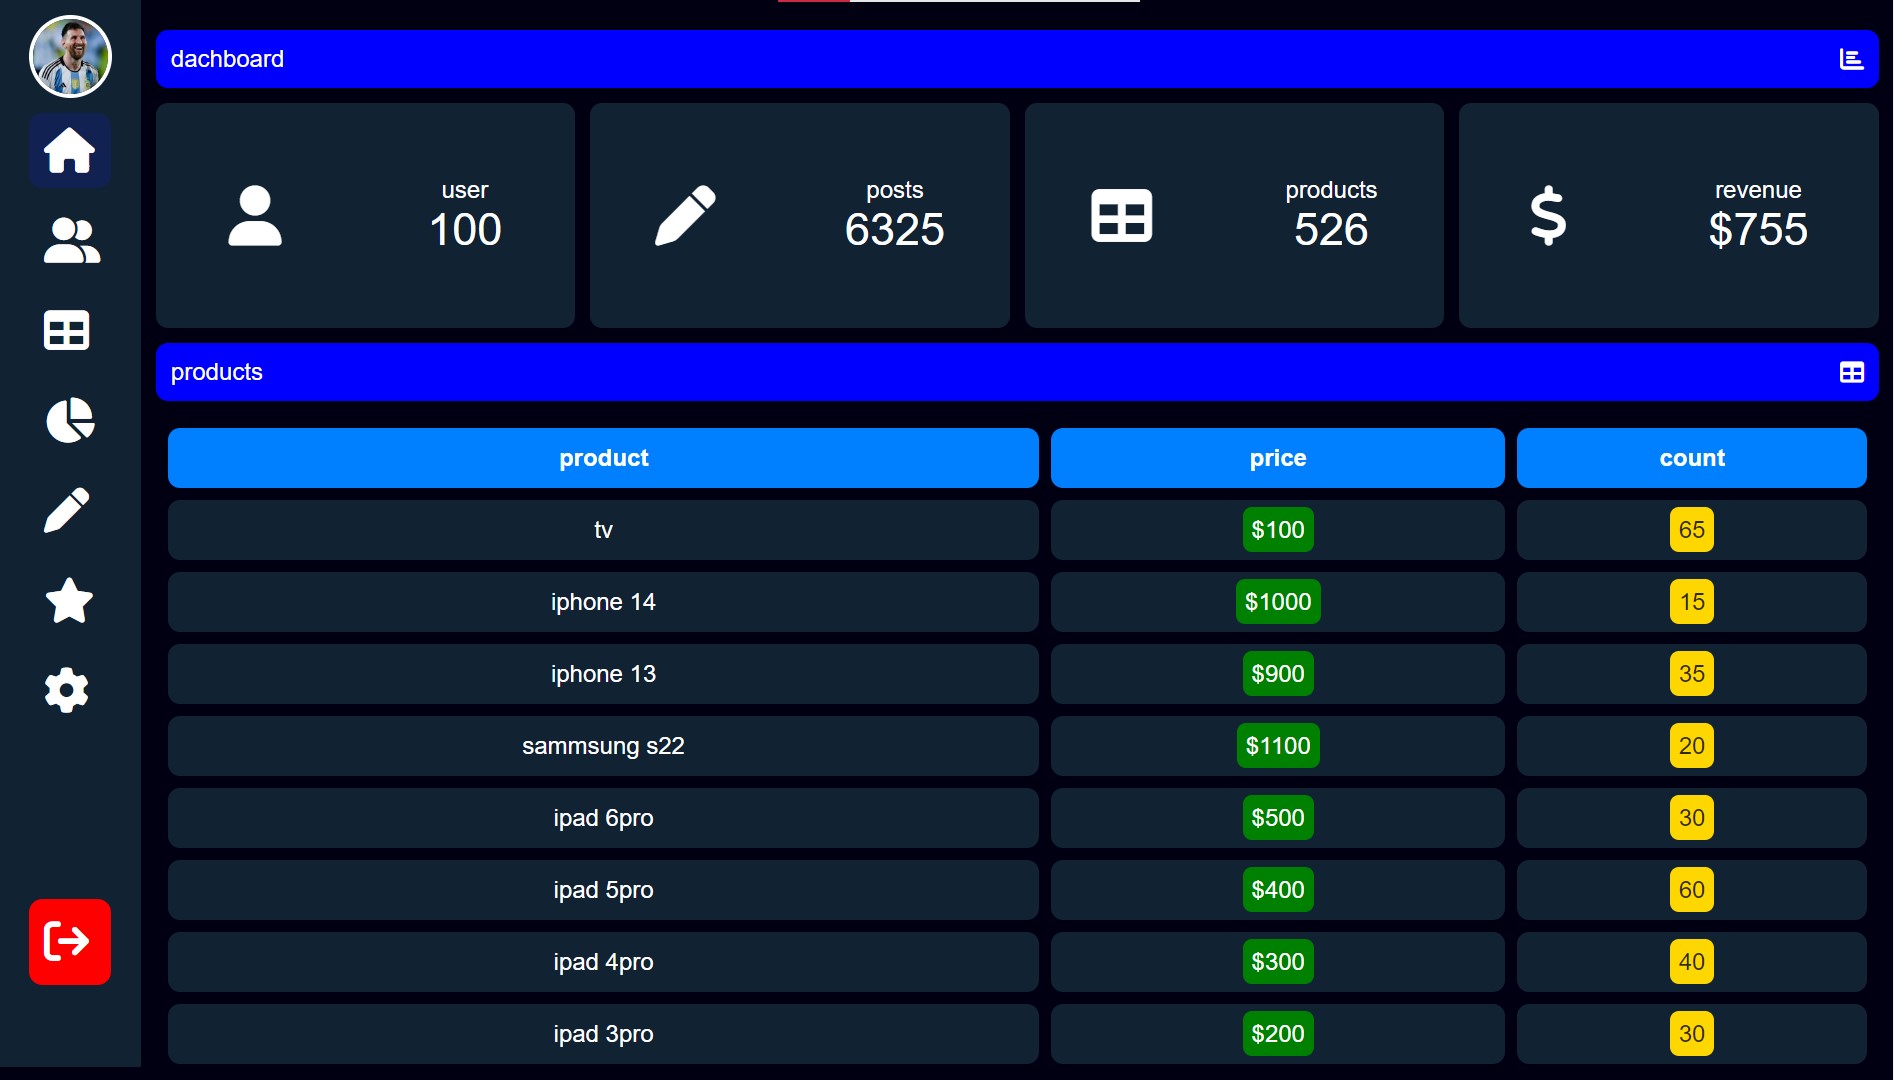 dachboard
user
100
posts
6325
products
526
revenue
$755
products
product price count
tv $100 65
iphone 14 $1000 15
iphone 13 $900 35
sammsung s22 $1100 20
ipad 6pro $500 30
ipad 5pro $400 60
ipad 4pro $300 40
ipad 3pro $200 30